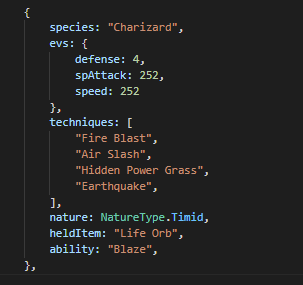 {
species: "Charizard",
evs: {
defense: 4,
spAttack: 252,
speed: 252
},
techniques: [
"Fire Blast",
"Air Slash",
"Hidden Power Grass",
"Earthquake",
],
nature: NatureType.Timid,
heldItem: "Life Orb",
ability: "Blaze",
},